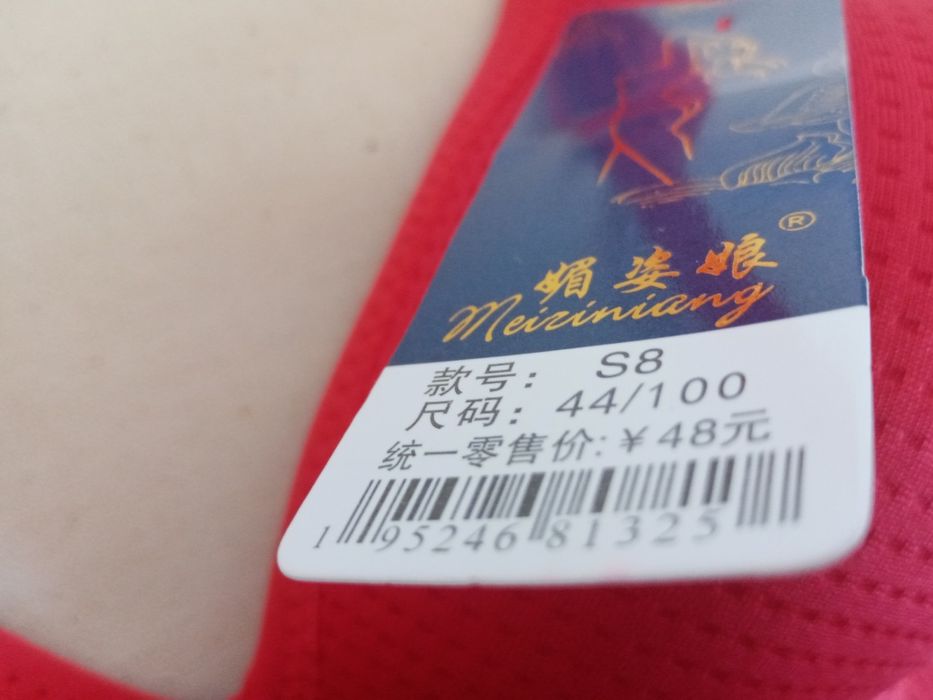 ®
媚姿娘
Meiziniang
款号： S8
尺码：44/100
统一零售价:￥48元
1 95246 81325